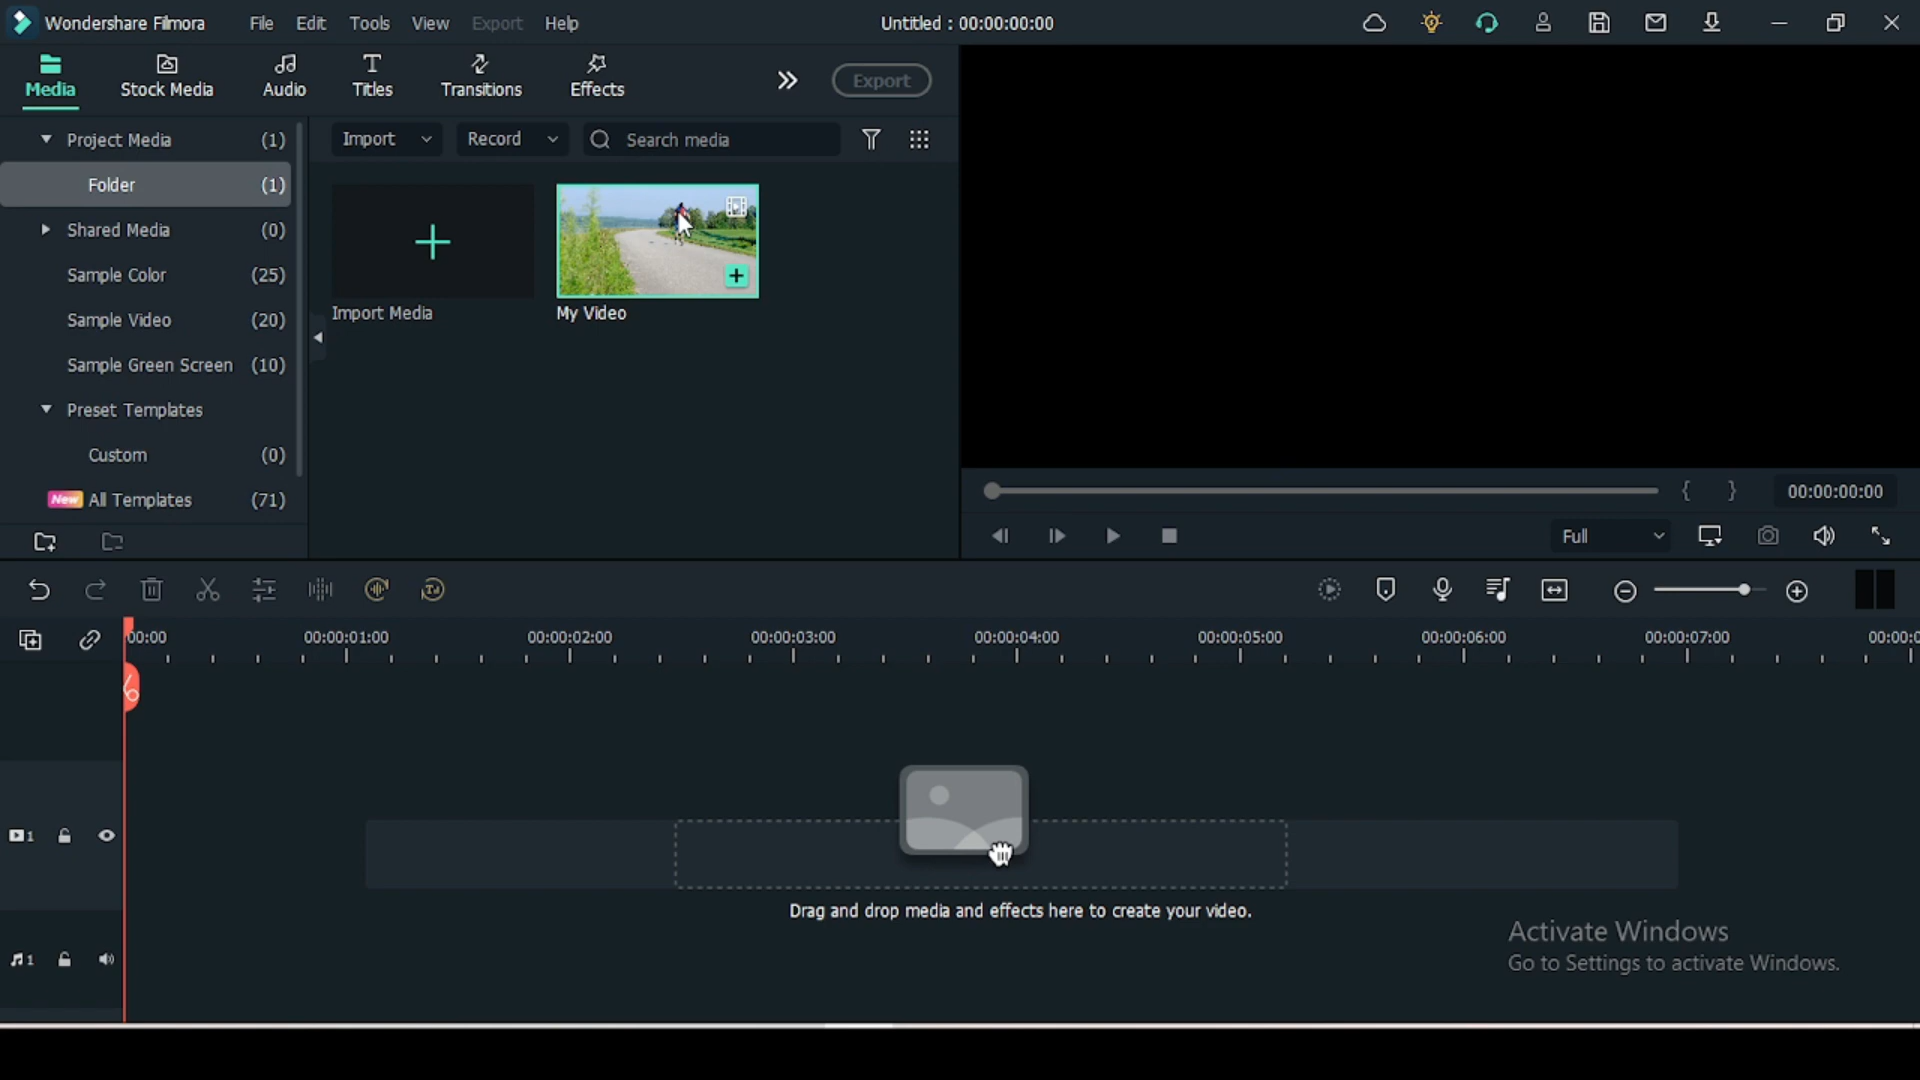 Wondershare Filmora File Edit Tools View Export Help Untitled : 00:00:00:00
Media Stock Media Audio Titles Transitions Effects Export
Project Media (1)
Import Record Search media
Folder (1)
Shared Media (0)
Sample Color (25)
Sample Video (20)
Sample Green Screen (10)
Preset Templates
Custom (0)
New All Templates (71)
Import Media My Video
{ } 00:00:00:00
Full
00:00 00:00:01:00 00:00:02:00 00:00:03:00 00:00:04:00 00:00:05:00 00:00:06:00 00:00:07:00 00:00:0
1
Drag and drop media and effects here to create your video.
1
Activate Windows
Go to Settings to activate Windows.